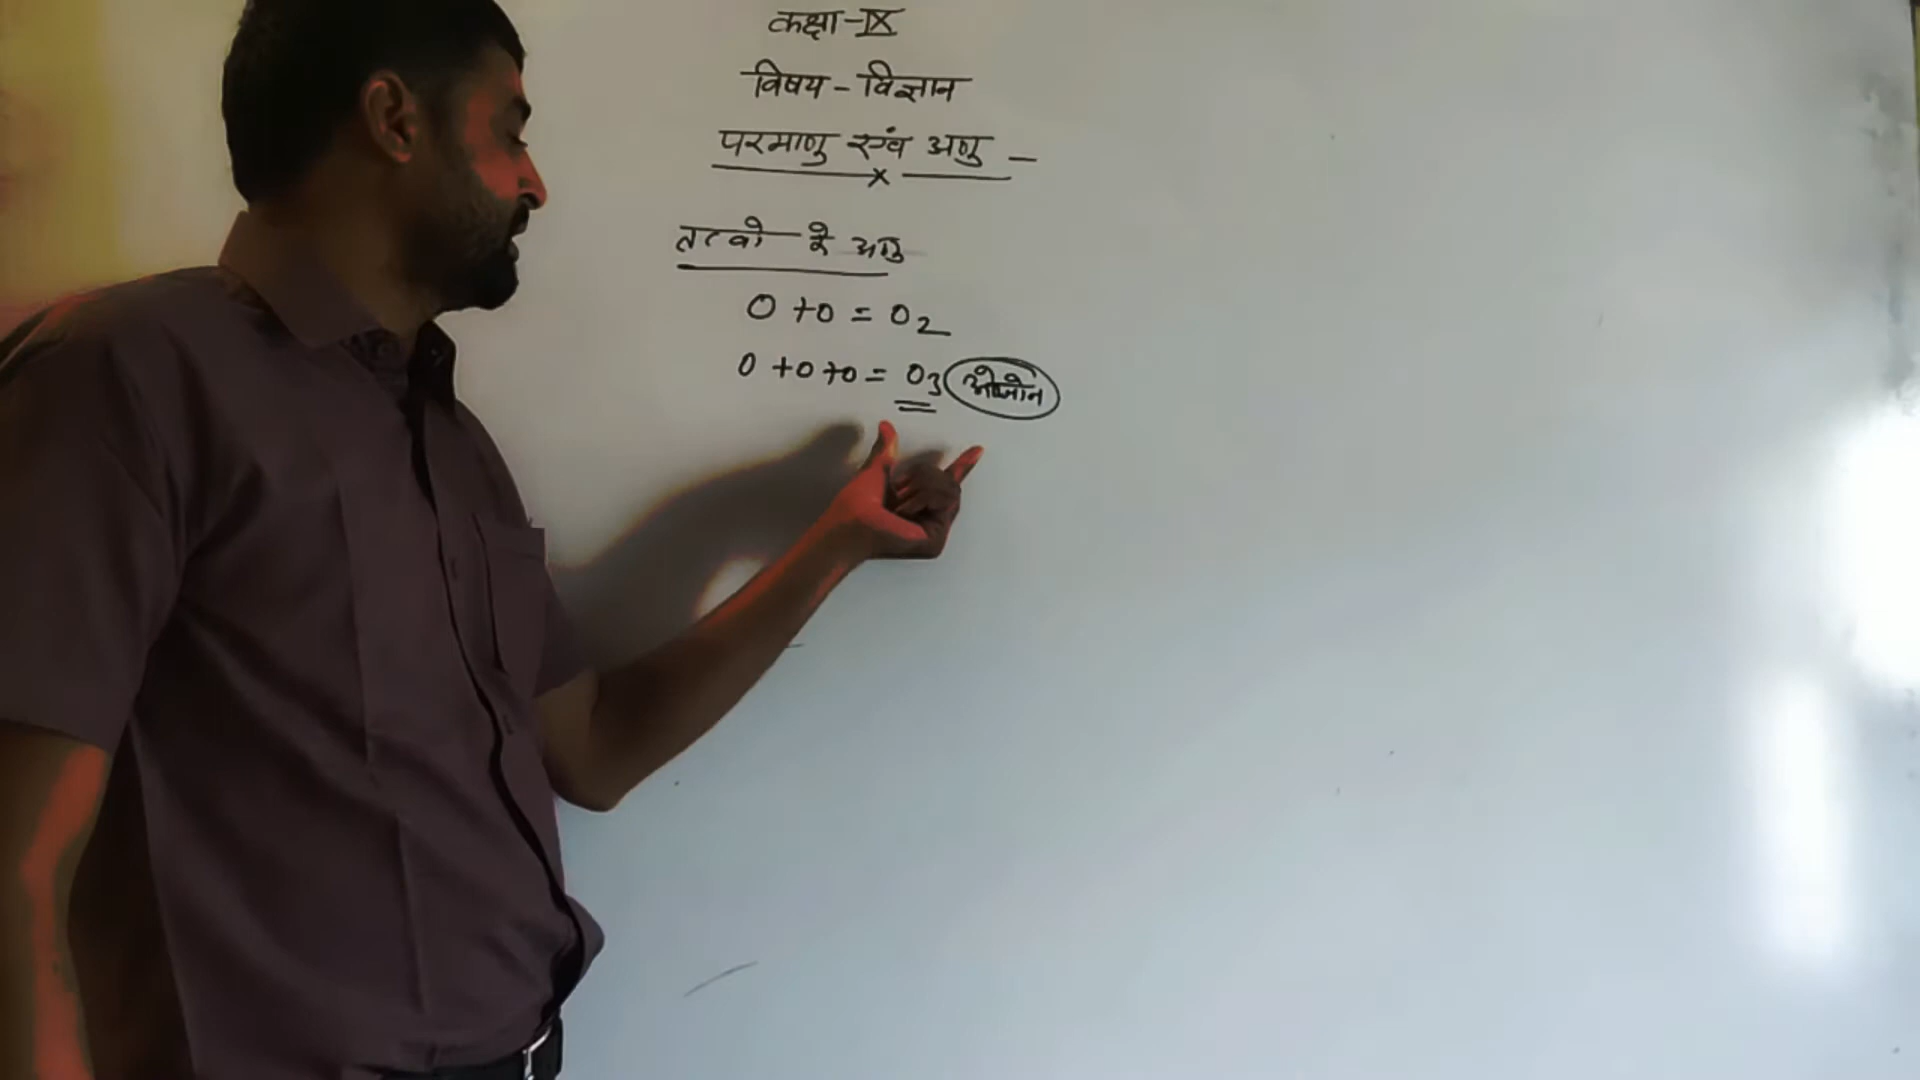 कक्षा-IX
विषय - विज्ञान
परमाणु एवं अणु -
तत्वो के अणु
O + O = O2
O + O + O = O3 ओजोन